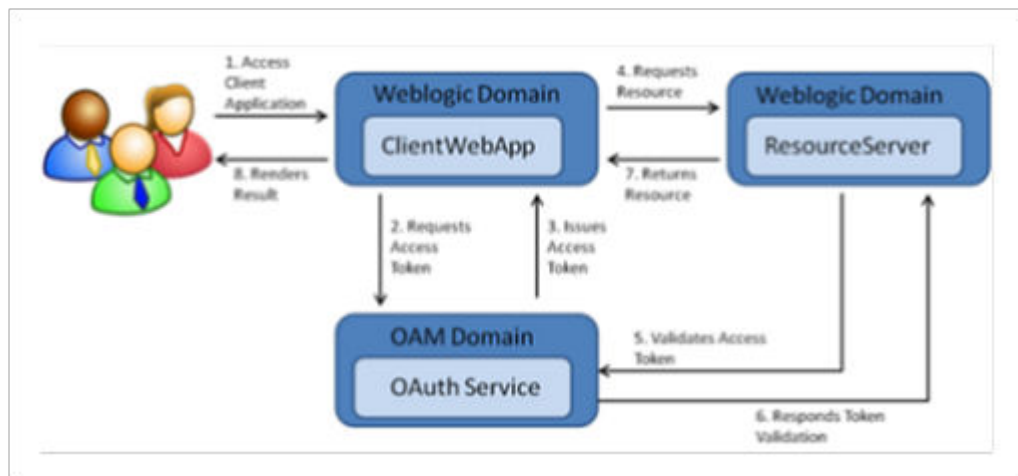 1. Access
Client
Application
Weblogic Domain
ClientWebApp
4. Requests
Resource
Weblogic Domain
ResourceServer
8. Renders
Result
7. Returns
Resource
2. Requests
Access
Token
3. Issues
Access
Token
OAM Domain
OAuth Service
5. Validates Access
Token
6. Responds Token
Validation